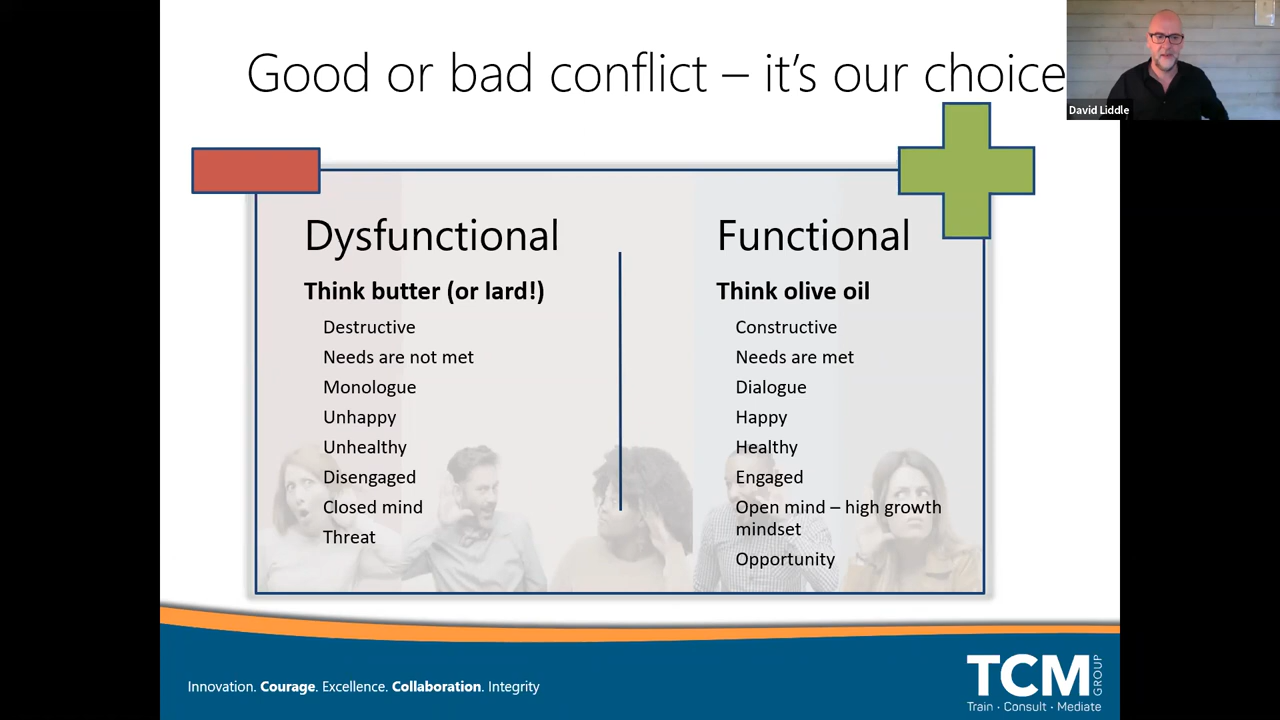 Good or bad conflict – it's our choice
David Liddle
Dysfunctional
Think butter (or lard!)
Destructive
Needs are not met
Monologue
Unhappy
Unhealthy
Disengaged
Closed mind
Threat
Functional
Think olive oil
Constructive
Needs are met
Dialogue
Happy
Healthy
Engaged
Open mind – high growth
mindset
Opportunity
Innovation. Courage. Excellence. Collaboration. Integrity
TCM
GROUP
Train · Consult · Mediate